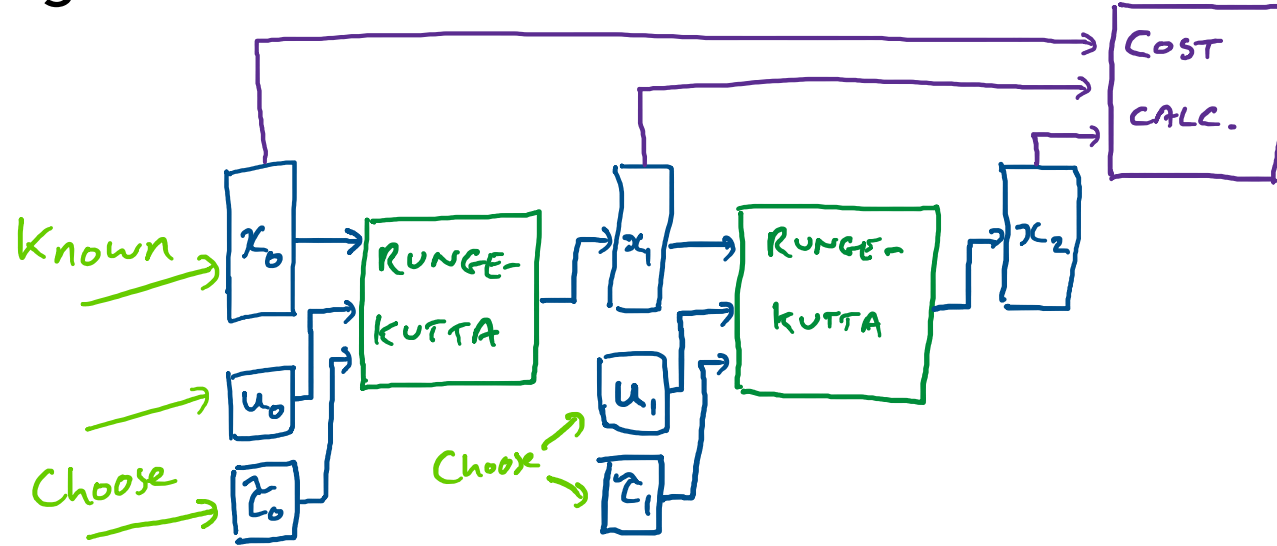 COST
CALC.
Known
x₀
RUNGE-
KUTTA
x₁
RUNGE-
KUTTA
x₂
u₀
u₁
Choose
τ₀
Choose
τ₁